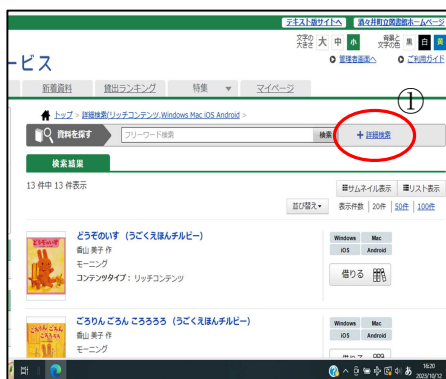 テキスト版サイトへ 酒々井町立図書館ホームページ
文字の大きさ 大 中 小 背景と文字の色 黒 白 黄
ービス
管理者画面へ ご利用ガイド
新着資料 貸出ランキング 特集 ▼ マイページ
①
トップ > 詳細検索(リッチコンテンツ,Windows Mac iOS Android >
資料を探す フリーワード検索 検索 +詳細検索
検索結果
13 件中 13 件表示
サムネイル表示 リスト表示
並び替え▾ 表示件数 20件 50件 100件
どうぞのいす (うごくえほんチルビー)
香山 美子 作
モーニング
コンテンツタイプ: リッチコンテンツ
Windows Mac
iOS Android
借りる
ごろりん ごろん ころろろろ (うごくえほんチルビー)
香山 美子 作
モーニング
Windows Mac
iOS Android
16:20
2023/10/12
あ